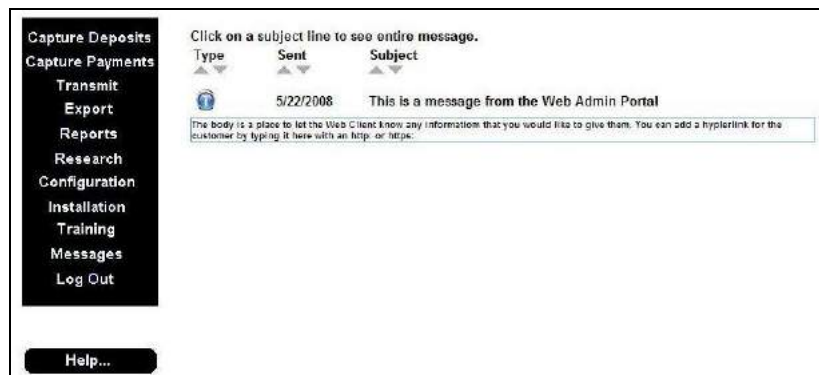 Capture Deposits
Capture Payments
Transmit
Export
Reports
Research
Configuration
Installation
Training
Messages
Log Out
Help...
Click on a subject line to see entire message.
Type Sent Subject
5/22/2008 This is a message from the Web Admin Portal
The body is a place to let the Web Client know any informatiom that you would like to give them. You can add a hyplerlink for the
customer by typing it here with an http: or https: